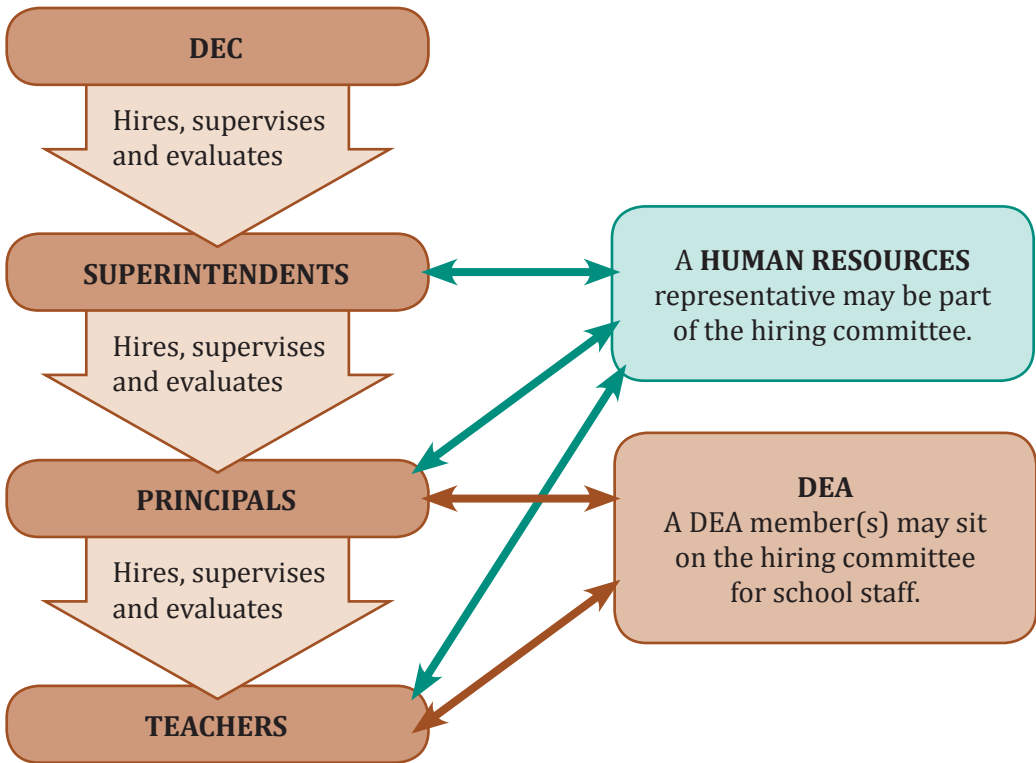 DEC
Hires, supervises
and evaluates
SUPERINTENDENTS
Hires, supervises
and evaluates
PRINCIPALS
Hires, supervises
and evaluates
TEACHERS
A HUMAN RESOURCES
representative may be part
of the hiring committee.
DEA
A DEA member(s) may sit
on the hiring committee
for school staff.